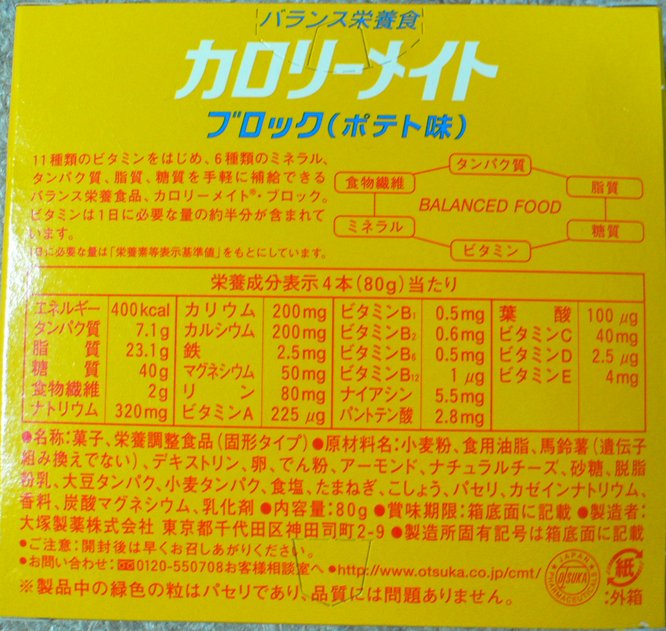 バランス栄養食
カロリーメイト
ブロック(ポテト味)
11種類のビタミンをはじめ、6種類のミネラル、
タンパク質、脂質、糖質を手軽に補給できる
バランス栄養食品、カロリーメイト®・ブロック。
ビタミンは1日に必要な量の約半分が含まれて
います。
1日に必要な量は「栄養素等表示基準値」をもとにしています。
タンパク質
食物繊維
脂質
BALANCED FOOD
ミネラル
糖質
ビタミン
栄養成分表示4本(80g)当たり
エネルギー 400kcal カリウム 200mg ビタミンB1 0.5mg 葉酸 100μg
タンパク質 7.1g カルシウム 200mg ビタミンB2 0.6mg ビタミンC 40mg
脂質 23.1g 鉄 2.5mg ビタミンB6 0.5mg ビタミンD 2.5μg
糖質 40g マグネシウム 50mg ビタミンB12 1μg ビタミンE 4mg
食物繊維 2g リン 80mg ナイアシン 5.5mg
ナトリウム 320mg ビタミンA 225μg パントテン酸 2.8mg
●名称:菓子、栄養調整食品(固形タイプ)●原材料名:小麦粉、食用油脂、馬鈴薯(遺伝子
組み換えでない)、デキストリン、卵、でん粉、アーモンド、ナチュラルチーズ、砂糖、脱脂
粉乳、大豆タンパク、小麦タンパク、食塩、たまねぎ、こしょう、パセリ、カゼインナトリウム、
香料、炭酸マグネシウム、乳化剤 ●内容量:80g ●賞味期限:箱底面に記載 ●製造者:
大塚製薬株式会社 東京都千代田区神田司町2-9 ●製造所固有記号は箱底面に記載
●ご注意:開封後は早くお召しあがりください。
●お問い合わせ:0120-550708お客様相談室へ ●http://www.otsuka.co.jp/cmt/
※製品中の緑色の粒はパセリであり、品質には問題ありません。
JAPAN
OTSUKA
PHARMACEUTICALS
紙
:外箱